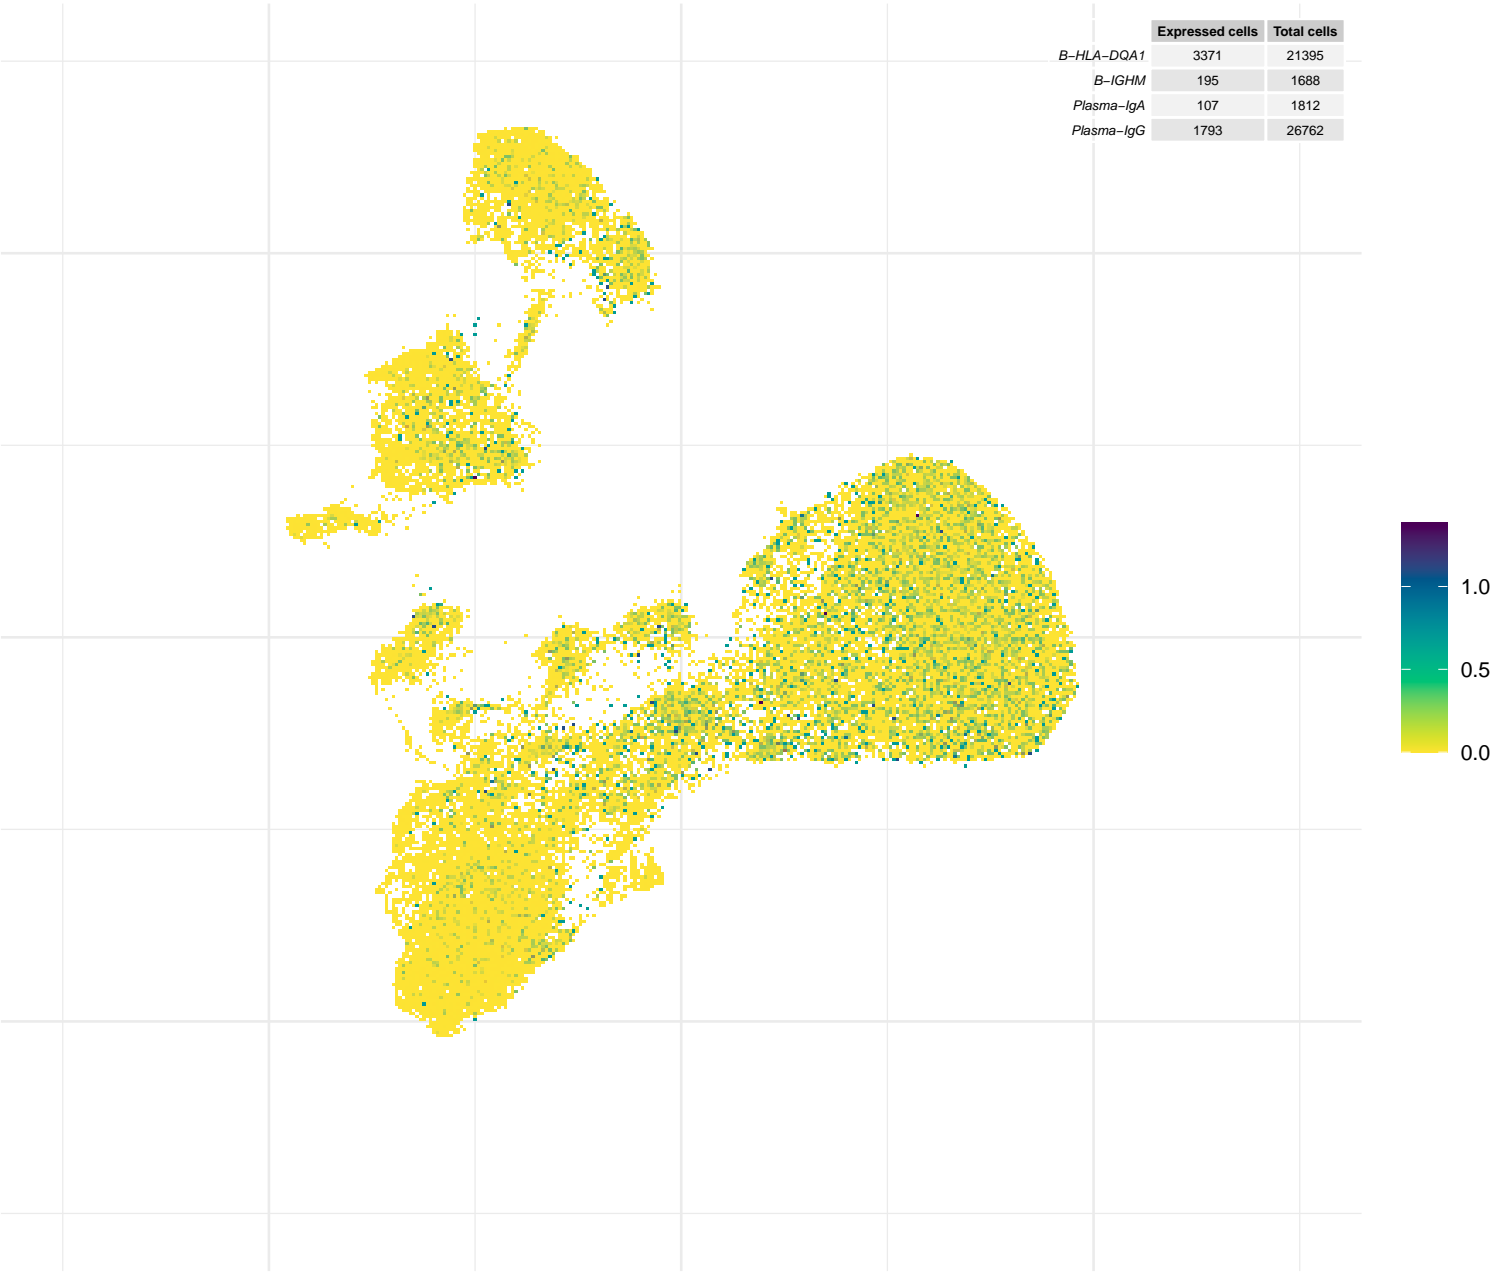 Expressed cells Total cells
B−HLA−DQA1 3371 21395
B−IGHM 195 1688
Plasma−IgA 107 1812
Plasma−IgG 1793 26762
1.0
0.5
0.0